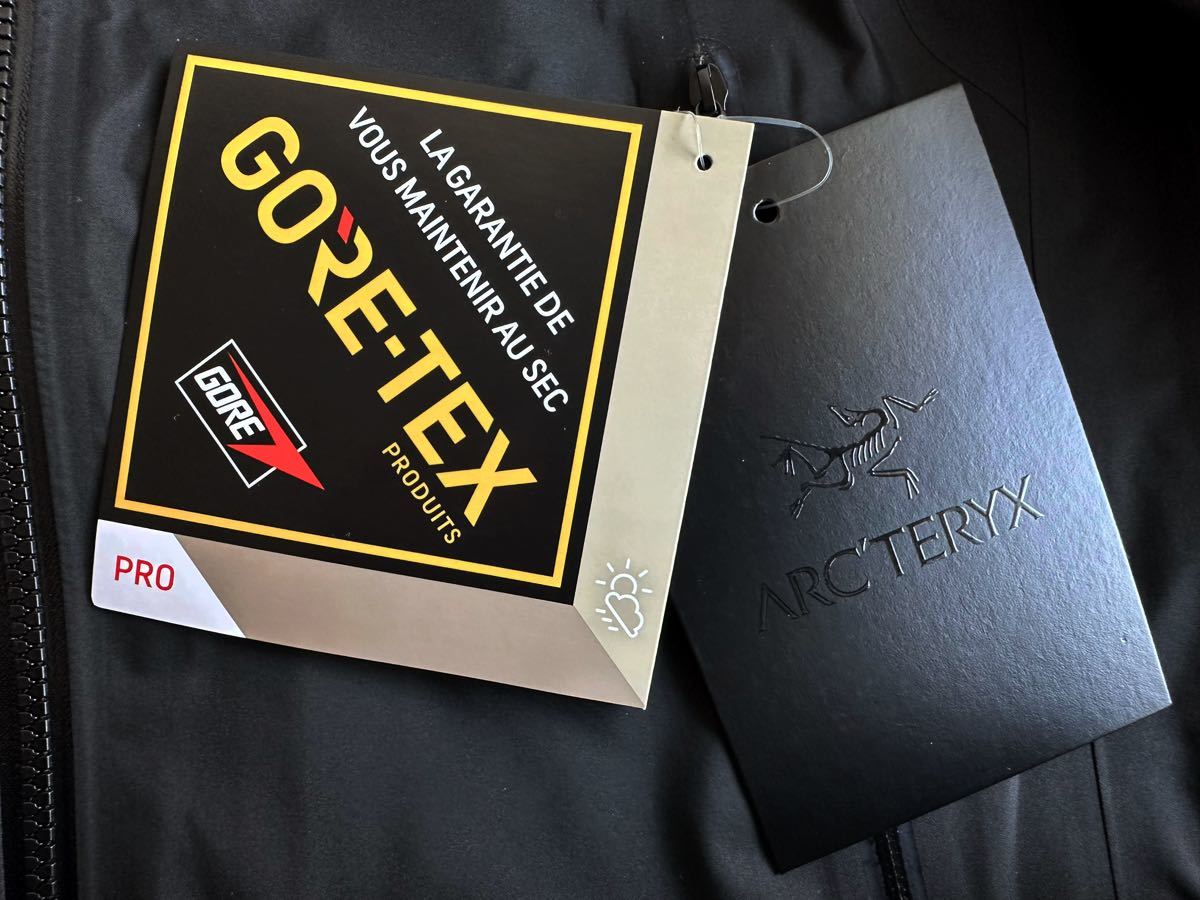 LA GARANTIE DE
VOUS MAINTENIR AU SEC
GORE-TEX
PRODUITS
GORE
PRO
ARC'TERYX